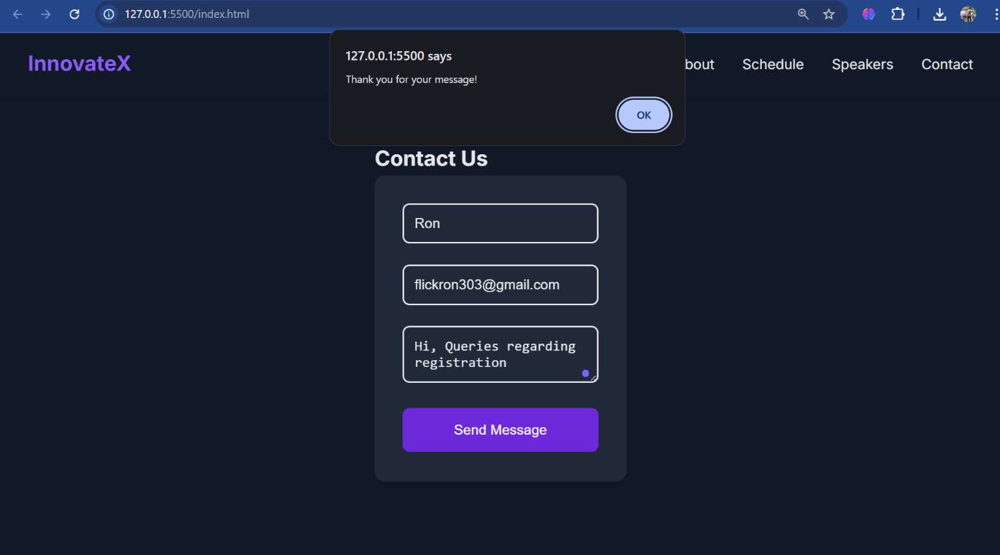 127.0.0.1:5500/index.html
InnovateX
bout
Schedule
Speakers
Contact
127.0.0.1:5500 says
Thank you for your message!
OK
Contact Us
Ron
flickron303@gmail.com
Hi, Queries regarding
registration
Send Message